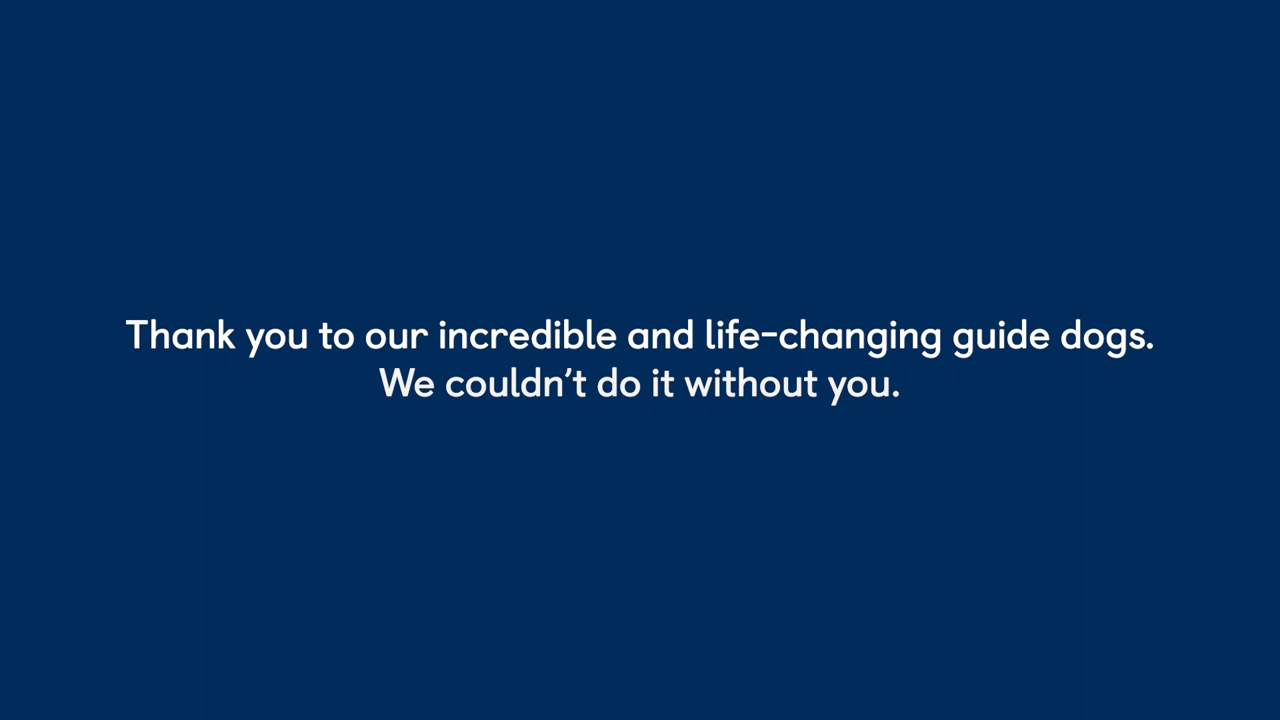 Thank you to our incredible and life-changing guide dogs.
We couldn’t do it without you.